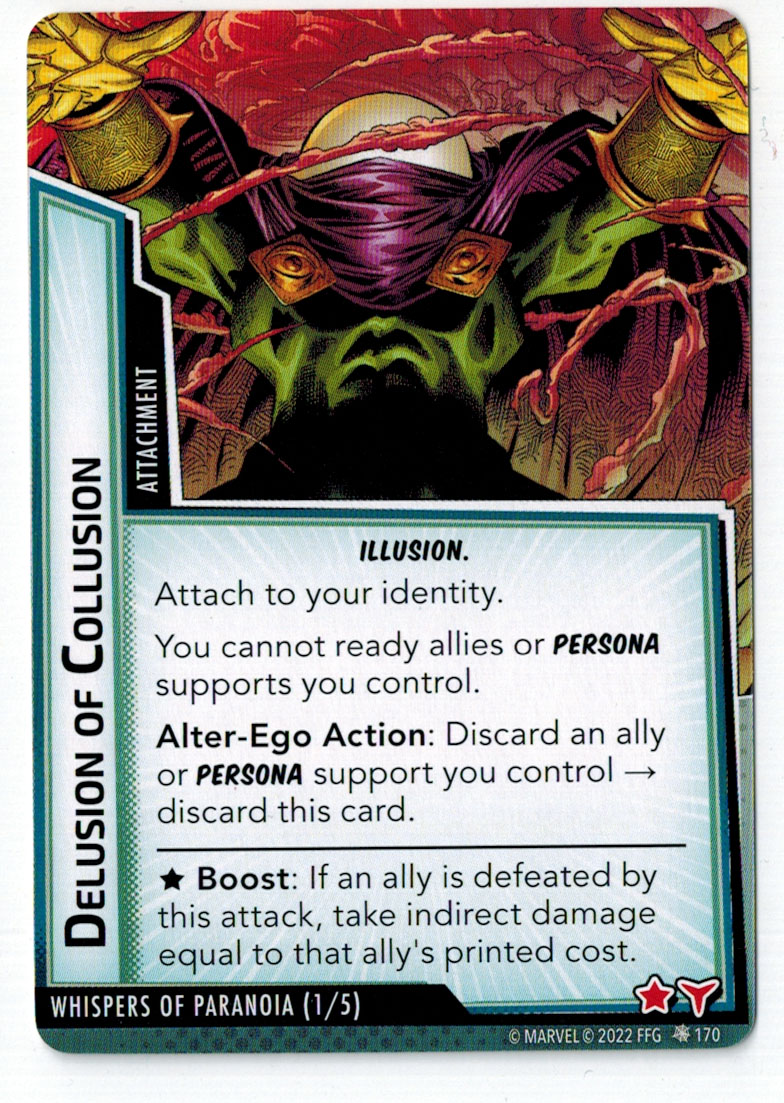 ATTACHMENT
DELUSION OF COLLUSION
ILLUSION.
Attach to your identity.
You cannot ready allies or PERSONA
supports you control.
Alter-Ego Action: Discard an ally
or PERSONA support you control →
discard this card.
★ Boost: If an ally is defeated by
this attack, take indirect damage
equal to that ally's printed cost.
WHISPERS OF PARANOIA (1/5)
© MARVEL © 2022 FFG 170